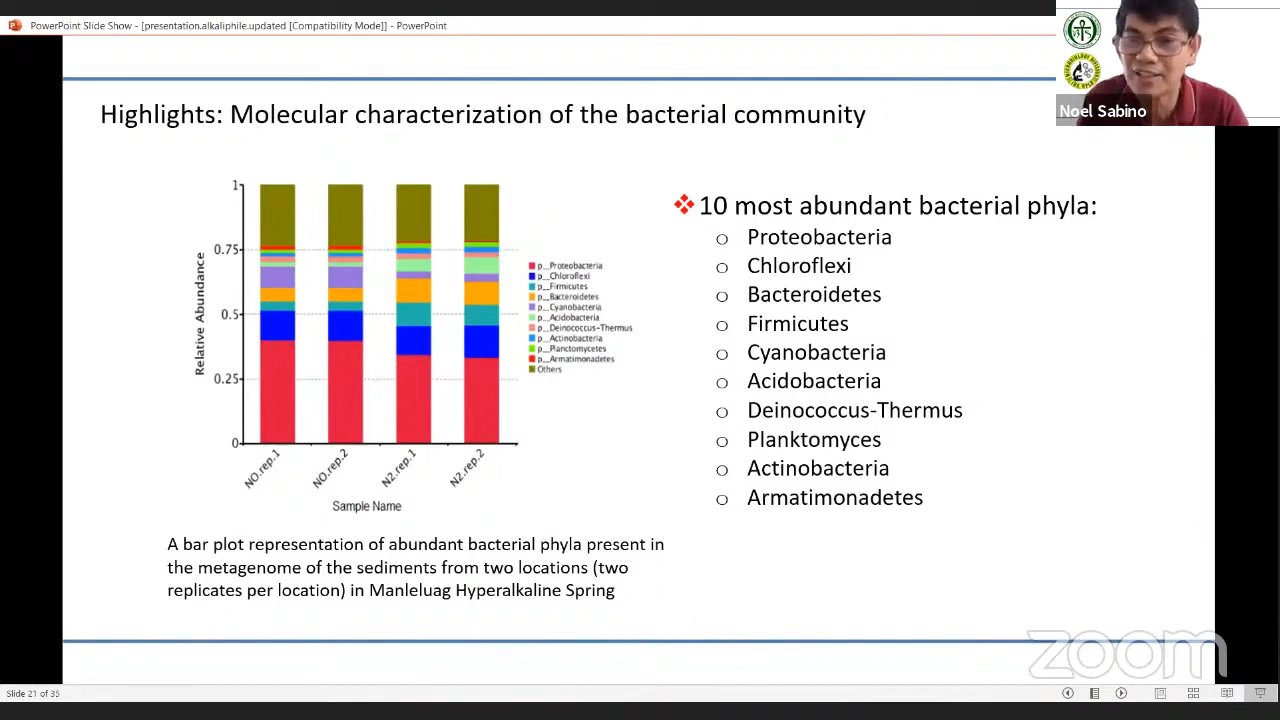 PowerPoint Slide Show - [presentation.alkaliphile.updated [Compatibility Mode]] - PowerPoint
Noel Sabino
Highlights: Molecular characterization of the bacterial community
1
0.75
0.5
0.25
0
Relative Abundance
NO.rep.1
NO.rep.2
N2.rep.1
N2.rep.2
Sample Name
p__Proteobacteria
p__Chloroflexi
p__Firmicutes
p__Bacteroidetes
p__Cyanobacteria
p__Acidobacteria
p__Deinococcus-Thermus
p__Actinobacteria
p__Planctomycetes
p__Armatimonadetes
Others
10 most abundant bacterial phyla:
Proteobacteria
Chloroflexi
Bacteroidetes
Firmicutes
Cyanobacteria
Acidobacteria
Deinococcus-Thermus
Planktomyces
Actinobacteria
Armatimonadetes
A bar plot representation of abundant bacterial phyla present in
the metagenome of the sediments from two locations (two
replicates per location) in Manleluag Hyperalkaline Spring
zoom
Slide 21 of 35